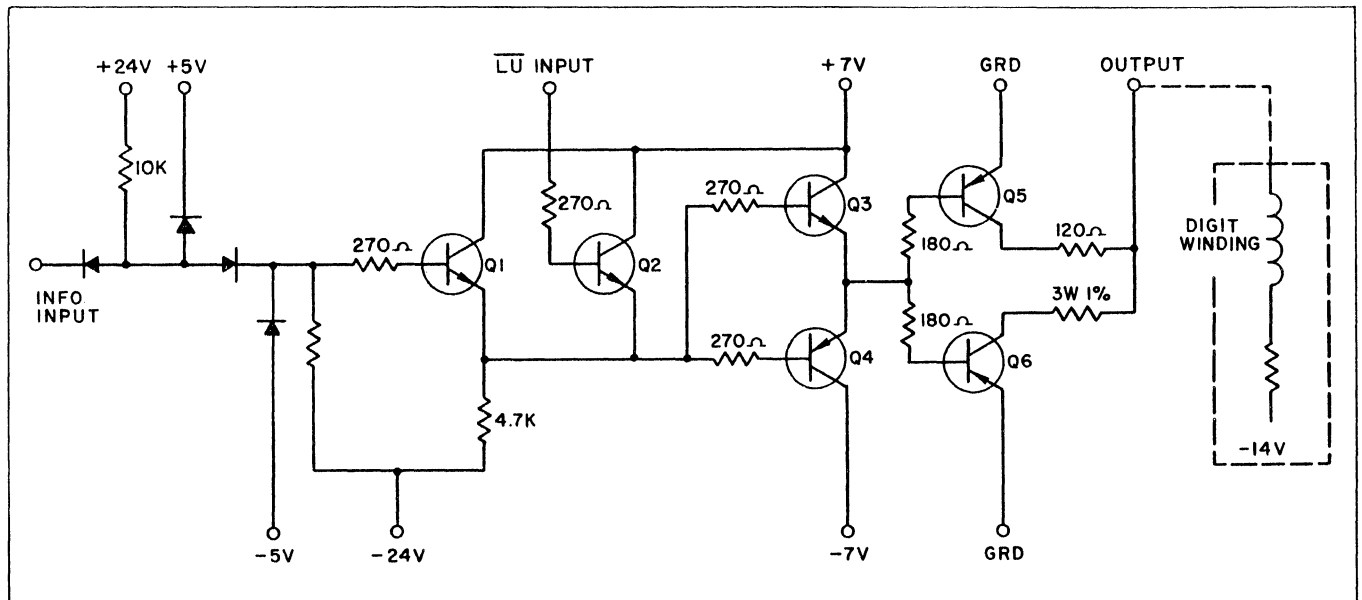 +24V +5V
LU INPUT
+7V
GRD
OUTPUT
10K
270Ω
270Ω
Q1
Q2
270Ω
Q3
Q5
180Ω
120Ω
DIGIT
WINDING
INFO.
INPUT
3W 1%
180Ω
270Ω
Q4
Q6
4.7K
-14V
-5V
-24V
-7V
GRD